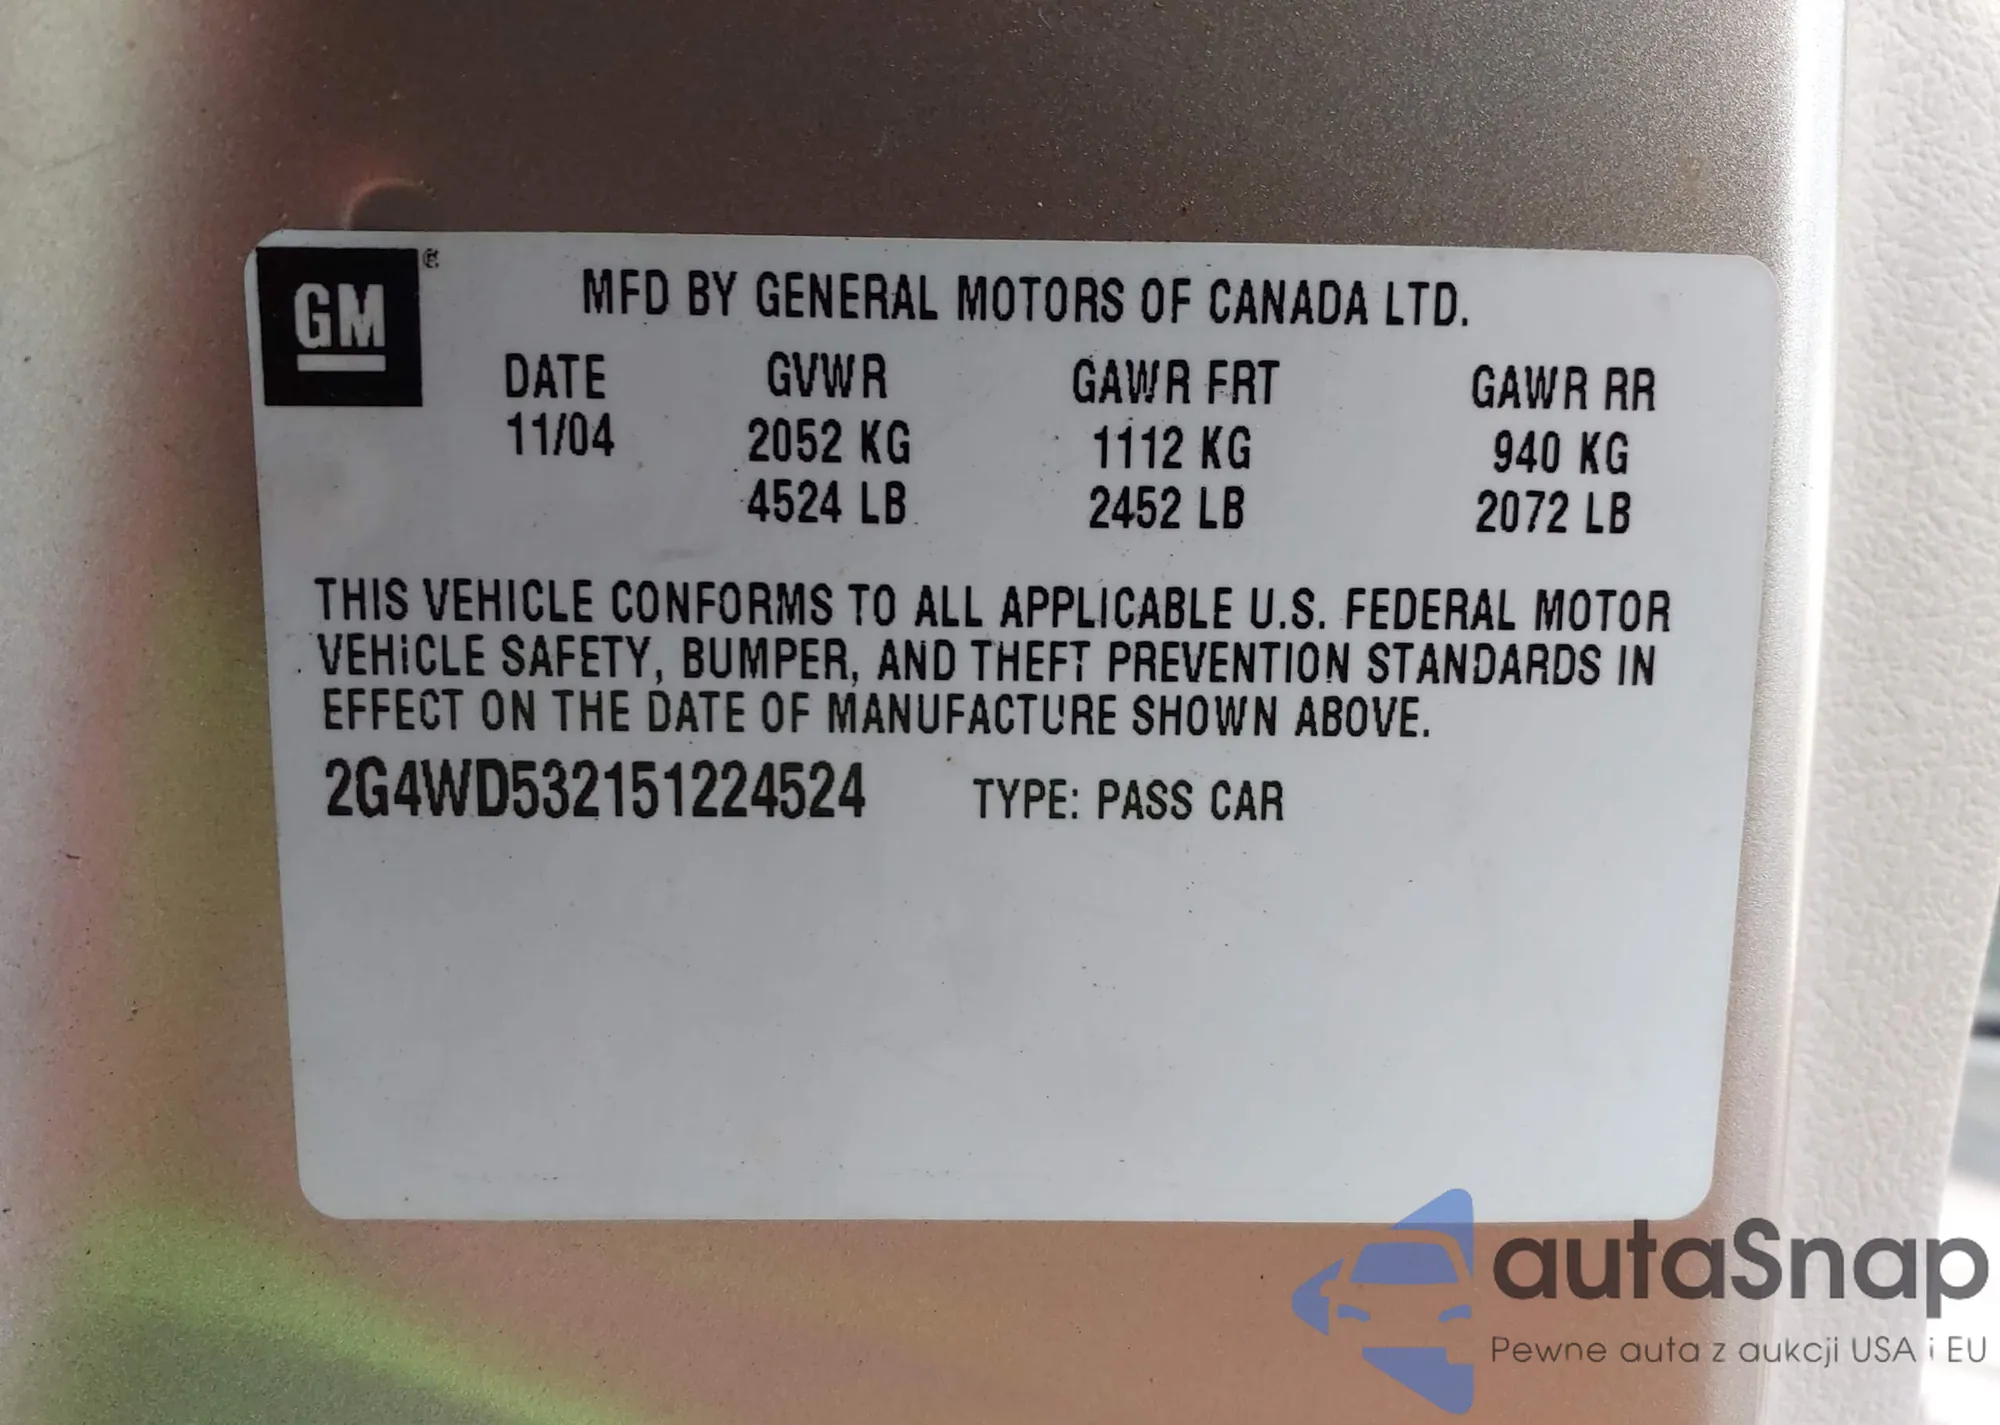 GM ®
MFD BY GENERAL MOTORS OF CANADA LTD.
DATE GVWR GAWR FRT GAWR RR
11/04 2052 KG 1112 KG 940 KG
4524 LB 2452 LB 2072 LB
THIS VEHICLE CONFORMS TO ALL APPLICABLE U.S. FEDERAL MOTOR
VEHICLE SAFETY, BUMPER, AND THEFT PREVENTION STANDARDS IN
EFFECT ON THE DATE OF MANUFACTURE SHOWN ABOVE.
2G4WD532151224524 TYPE: PASS CAR
autaSnap
Pewne auta z aukcji USA i EU